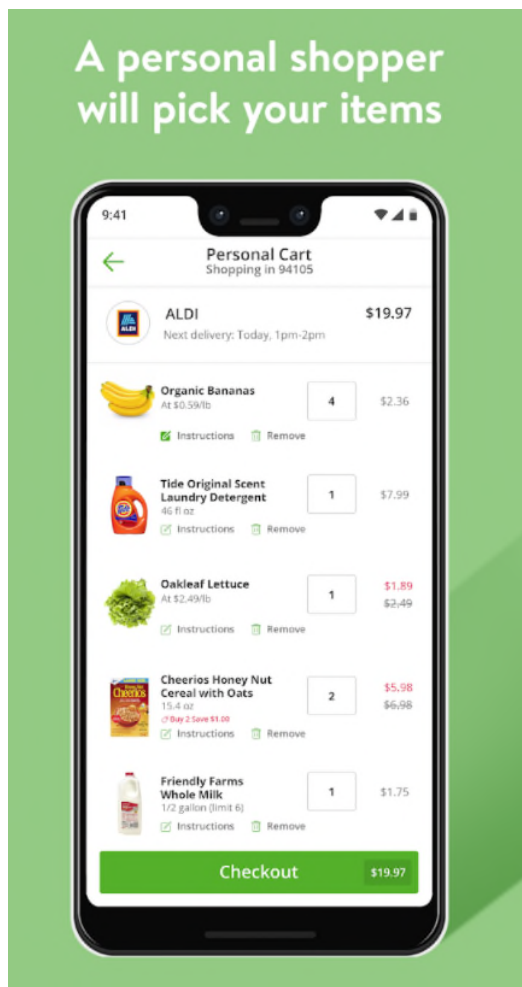 A personal shopper
will pick your items
9:41
Personal Cart
Shopping in 94105
ALDI
ALDI $19.97
Next delivery: Today, 1pm-2pm
Organic Bananas
At $0.59/lb
4 $2.36
Instructions Remove
Tide Original Scent
Laundry Detergent
46 fl oz
1 $7.99
Instructions Remove
Oakleaf Lettuce
At $2.49/lb
1 $1.89
$2.49
Instructions Remove
Cheerios Honey Nut
Cereal with Oats
15.4 oz
Buy 2 Save $1.00
2 $5.98
$6.98
Instructions Remove
Cheerios
Friendly Farms
Whole Milk
1/2 gallon (limit 6)
1 $1.75
Instructions Remove
Checkout $19.97